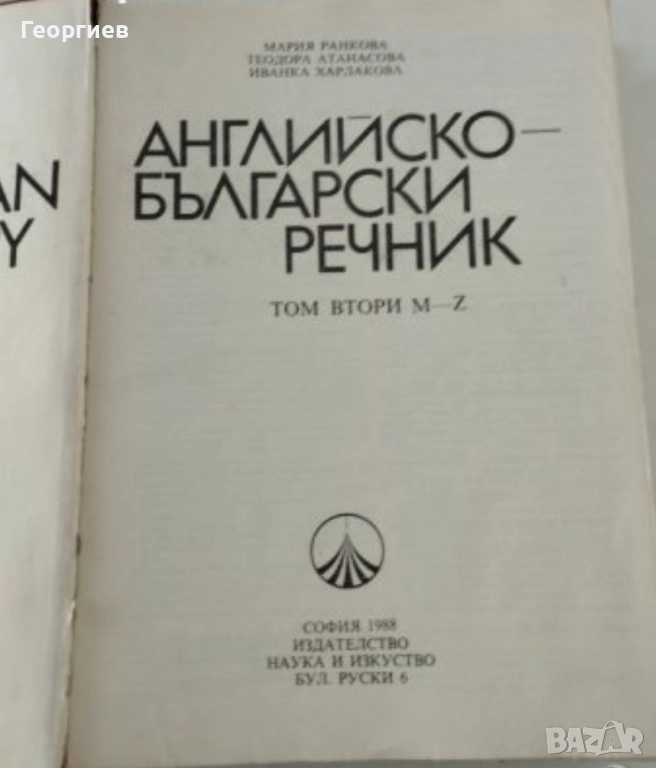 Георгиев
AN
Y
МАРИЯ РАНКОВА
ТЕОДОРА АТАНАСОВА
ИВАНКА ХАРЛАКОВА
АНГЛИЙСКО—
БЪЛГАРСКИ
РЕЧНИК
ТОМ ВТОРИ M—Z
СОФИЯ 1988
ИЗДАТЕЛСТВО
НАУКА И ИЗКУСТВО
БУЛ. РУСКИ 6
BAZAR